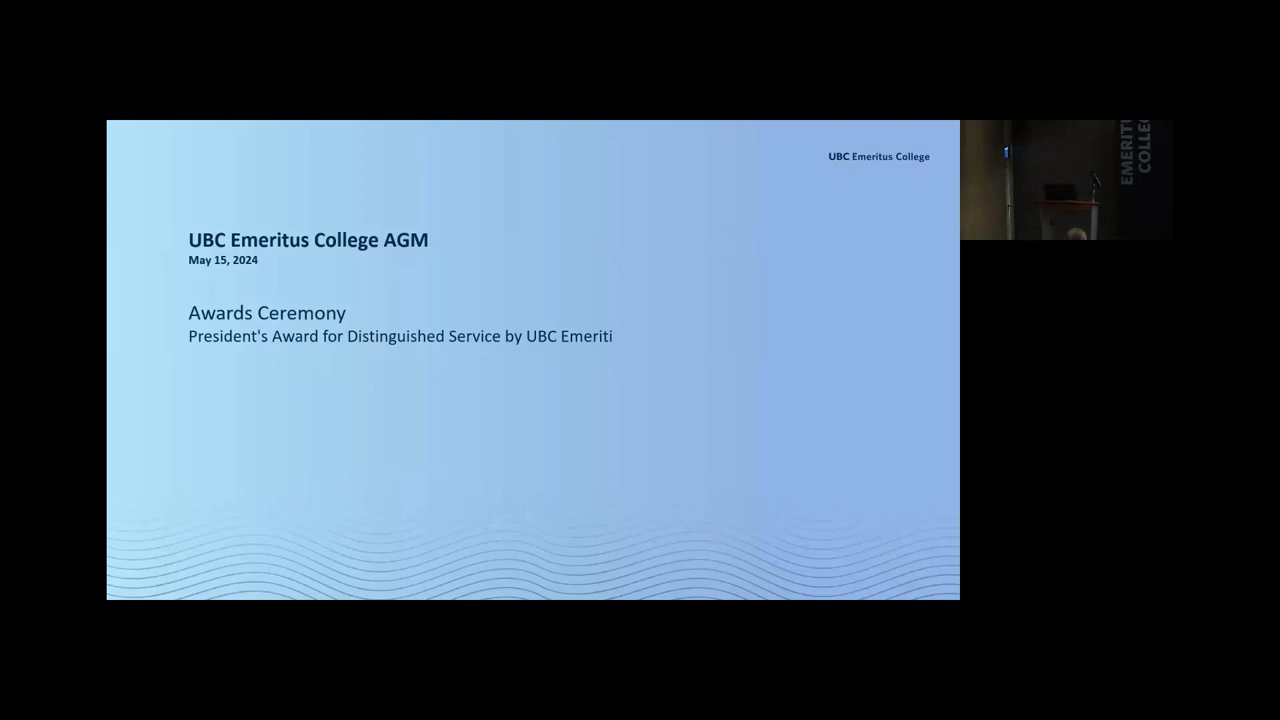 UBC Emeritus College
UBC Emeritus College AGM
May 15, 2024
Awards Ceremony
President's Award for Distinguished Service by UBC Emeriti